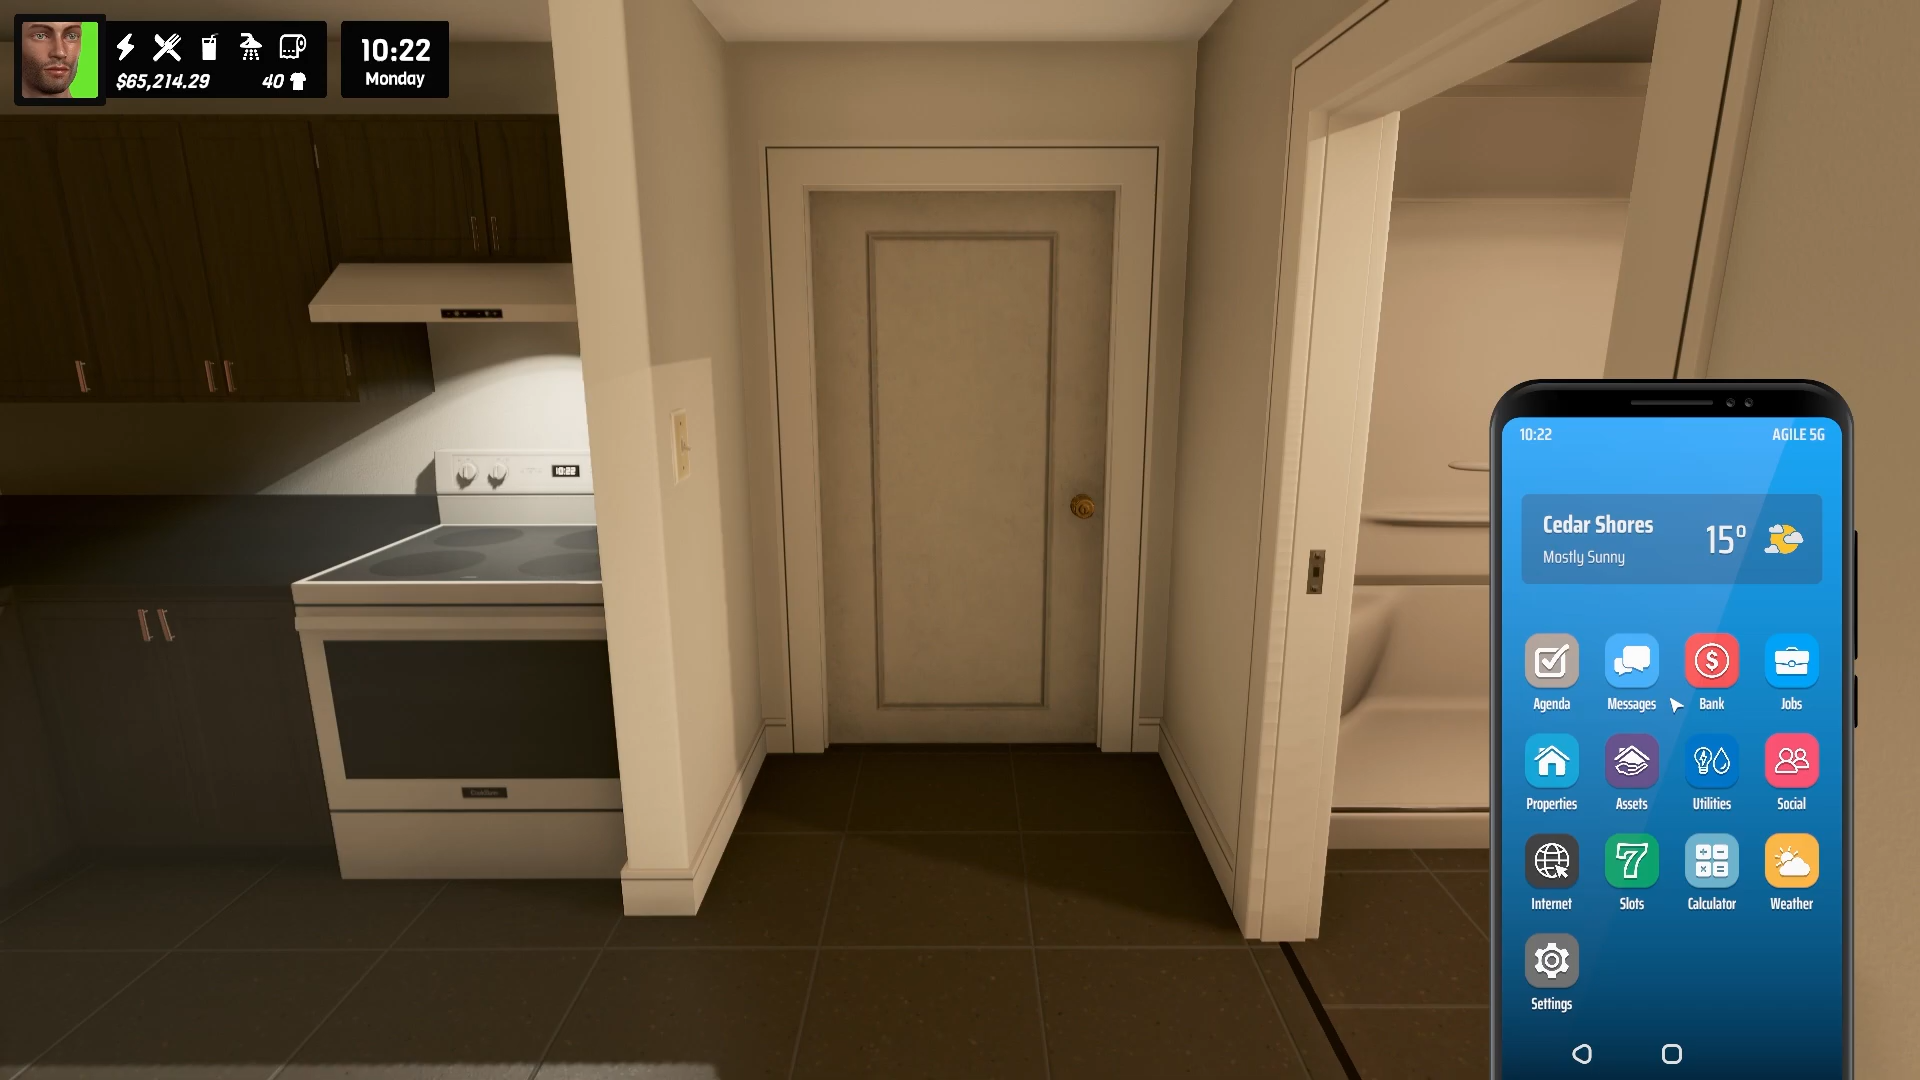 $65,214.29
40
10:22
Monday
10:22
10:22
AGILE 5G
Cedar Shores
Mostly Sunny
15°
Agenda
Messages
Bank
Jobs
Properties
Assets
Utilities
Social
Internet
Slots
Calculator
Weather
Settings